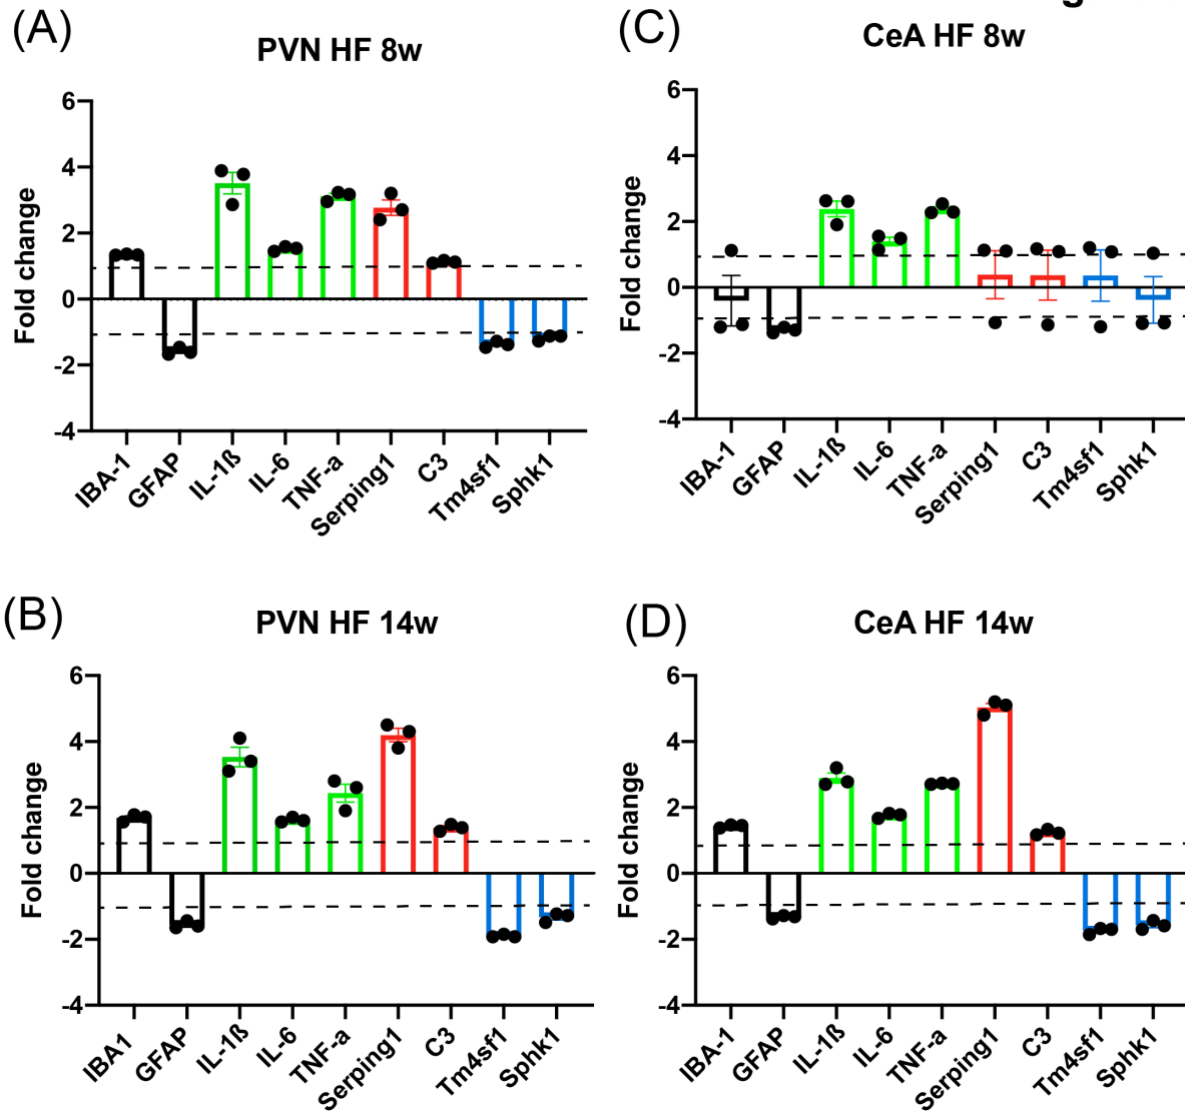 g
(A)
PVN HF 8w
Fold change
6
4
2
0
-2
-4
IBA-1
GFAP
IL-1ß
IL-6
TNF-a
Serping1
C3
Tm4sf1
Sphk1
(C)
CeA HF 8w
Fold change
6
4
2
0
-2
-4
IBA-1
GFAP
IL-1ß
IL-6
TNF-a
Serping1
C3
Tm4sf1
Sphk1
(B)
PVN HF 14w
Fold change
6
4
2
0
-2
-4
IBA1
GFAP
IL-1ß
IL-6
TNF-a
Serping1
C3
Tm4sf1
Sphk1
(D)
CeA HF 14w
Fold change
6
4
2
0
-2
-4
IBA-1
GFAP
IL-1ß
IL-6
TNF-a
Serping1
C3
Tm4sf1
Sphk1